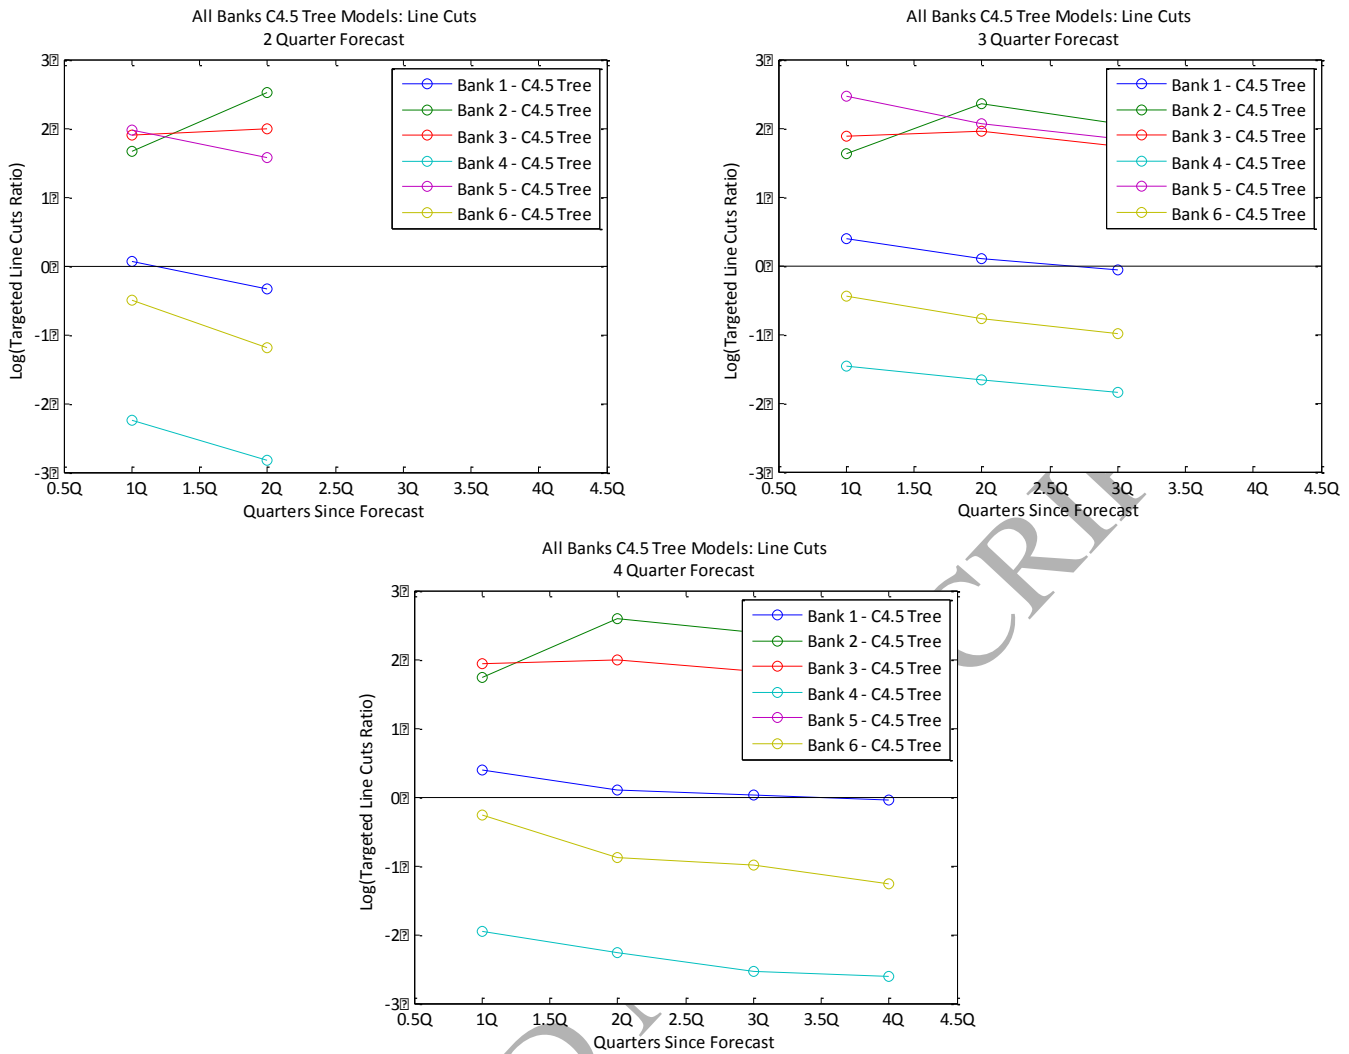 All Banks C4.5 Tree Models: Line Cuts
2 Quarter Forecast
3
2
1
0
-1
-2
-3
Log(Targeted Line Cuts Ratio)
Bank 1 - C4.5 Tree
Bank 2 - C4.5 Tree
Bank 3 - C4.5 Tree
Bank 4 - C4.5 Tree
Bank 5 - C4.5 Tree
Bank 6 - C4.5 Tree
0.5Q 1Q 1.5Q 2Q 2.5Q 3Q 3.5Q 4Q 4.5Q
Quarters Since Forecast
All Banks C4.5 Tree Models: Line Cuts
3 Quarter Forecast
3
2
1
0
-1
-2
-3
Log(Targeted Line Cuts Ratio)
Bank 1 - C4.5 Tree
Bank 2 - C4.5 Tree
Bank 3 - C4.5 Tree
Bank 4 - C4.5 Tree
Bank 5 - C4.5 Tree
Bank 6 - C4.5 Tree
0.5Q 1Q 1.5Q 2Q 2.5Q 3Q 3.5Q 4Q 4.5Q
Quarters Since Forecast
All Banks C4.5 Tree Models: Line Cuts
4 Quarter Forecast
3
2
1
0
-1
-2
-3
Log(Targeted Line Cuts Ratio)
Bank 1 - C4.5 Tree
Bank 2 - C4.5 Tree
Bank 3 - C4.5 Tree
Bank 4 - C4.5 Tree
Bank 5 - C4.5 Tree
Bank 6 - C4.5 Tree
0.5Q 1Q 1.5Q 2Q 2.5Q 3Q 3.5Q 4Q 4.5Q
Quarters Since Forecast